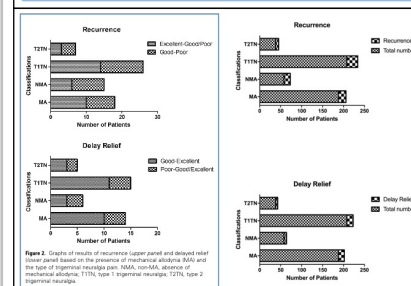 Recurrence
Excellent-Good/Poor
Good-Poor
Classifications
T2TN
T1TN
NMA
MA
0 10 20 30
Number of Patients
Delay Relief
Good-Excellent
Poor-Good/Excellent
Classifications
T2TN
T1TN
NMA
MA
0 5 10 15 20
Number of Patients
Figure 2. Graphs of results of recurrence (upper panel) and delayed relief
(lower panel) based on the presence of mechanical allodynia (MA) and
the type of trigeminal neuralgia pain. NMA, non-MA, absence of
mechanical allodynia; T1TN, type 1 trigeminal neuralgia; T2TN, type 2
trigeminal neuralgia.
Recurrence
Recurrence
Total numb
Classifications
T2TN
T1TN
NMA
MA
0 50 100 150 200 250
Number of Patients
Delay Relief
Delay Relief
Total numb
Classifications
T2TN
T1TN
NMA
MA
0 50 100 150 200 250
Number of Patients